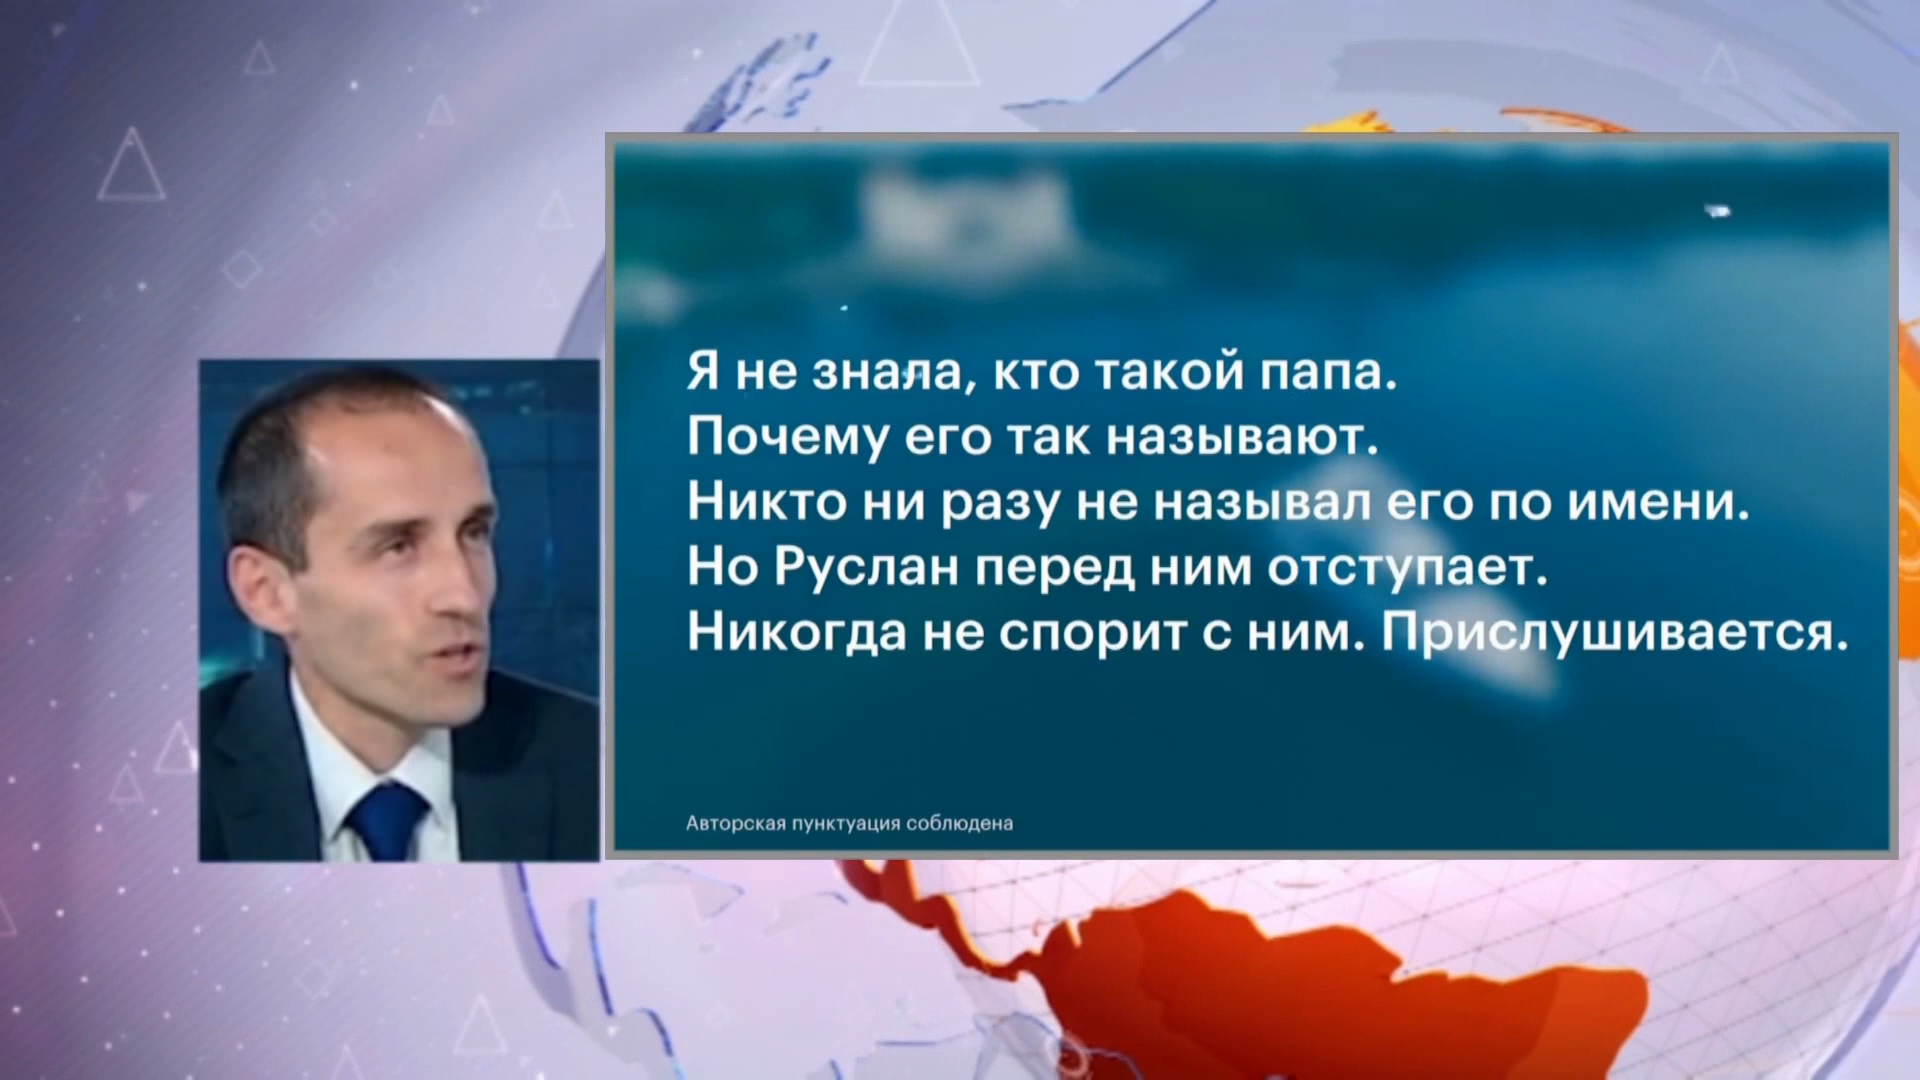 Я не знала, кто такой папа.
Почему его так называют.
Никто ни разу не называл его по имени.
Но Руслан перед ним отступает.
Никогда не спорит с ним. Прислушивается.
Авторская пунктуация соблюдена